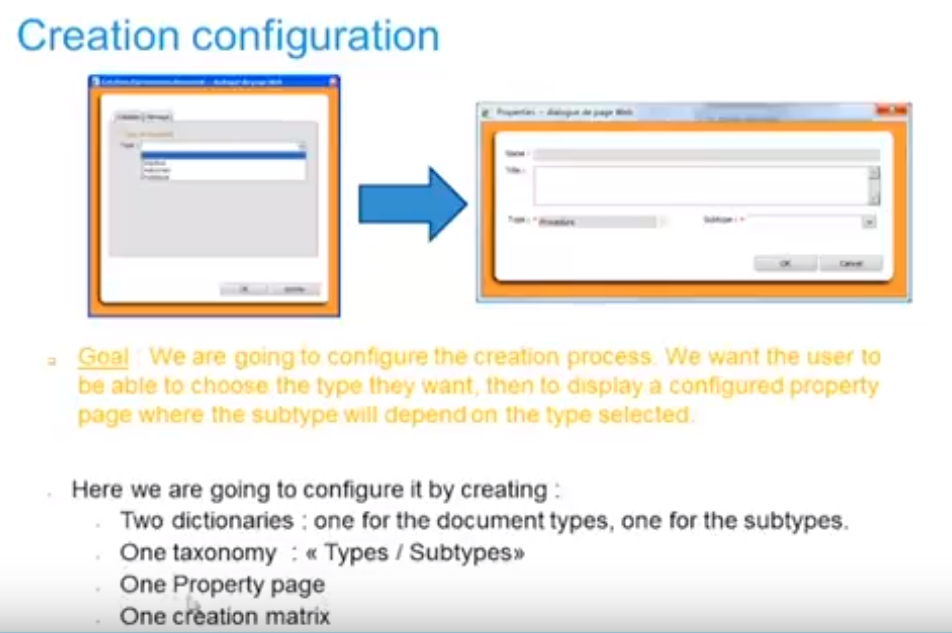 Creation configuration
Properties -- dialogue de page Web
Name :
Title :
Type : * Procedure
Subtype : *
OK
Cancel
Type :
OK
Goal : We are going to configure the creation process. We want the user to
be able to choose the type they want, then to display a configured property
page where the subtype will depend on the type selected.
Here we are going to configure it by creating :
Two dictionaries : one for the document types, one for the subtypes.
One taxonomy : « Types / Subtypes»
One Property page
One creation matrix